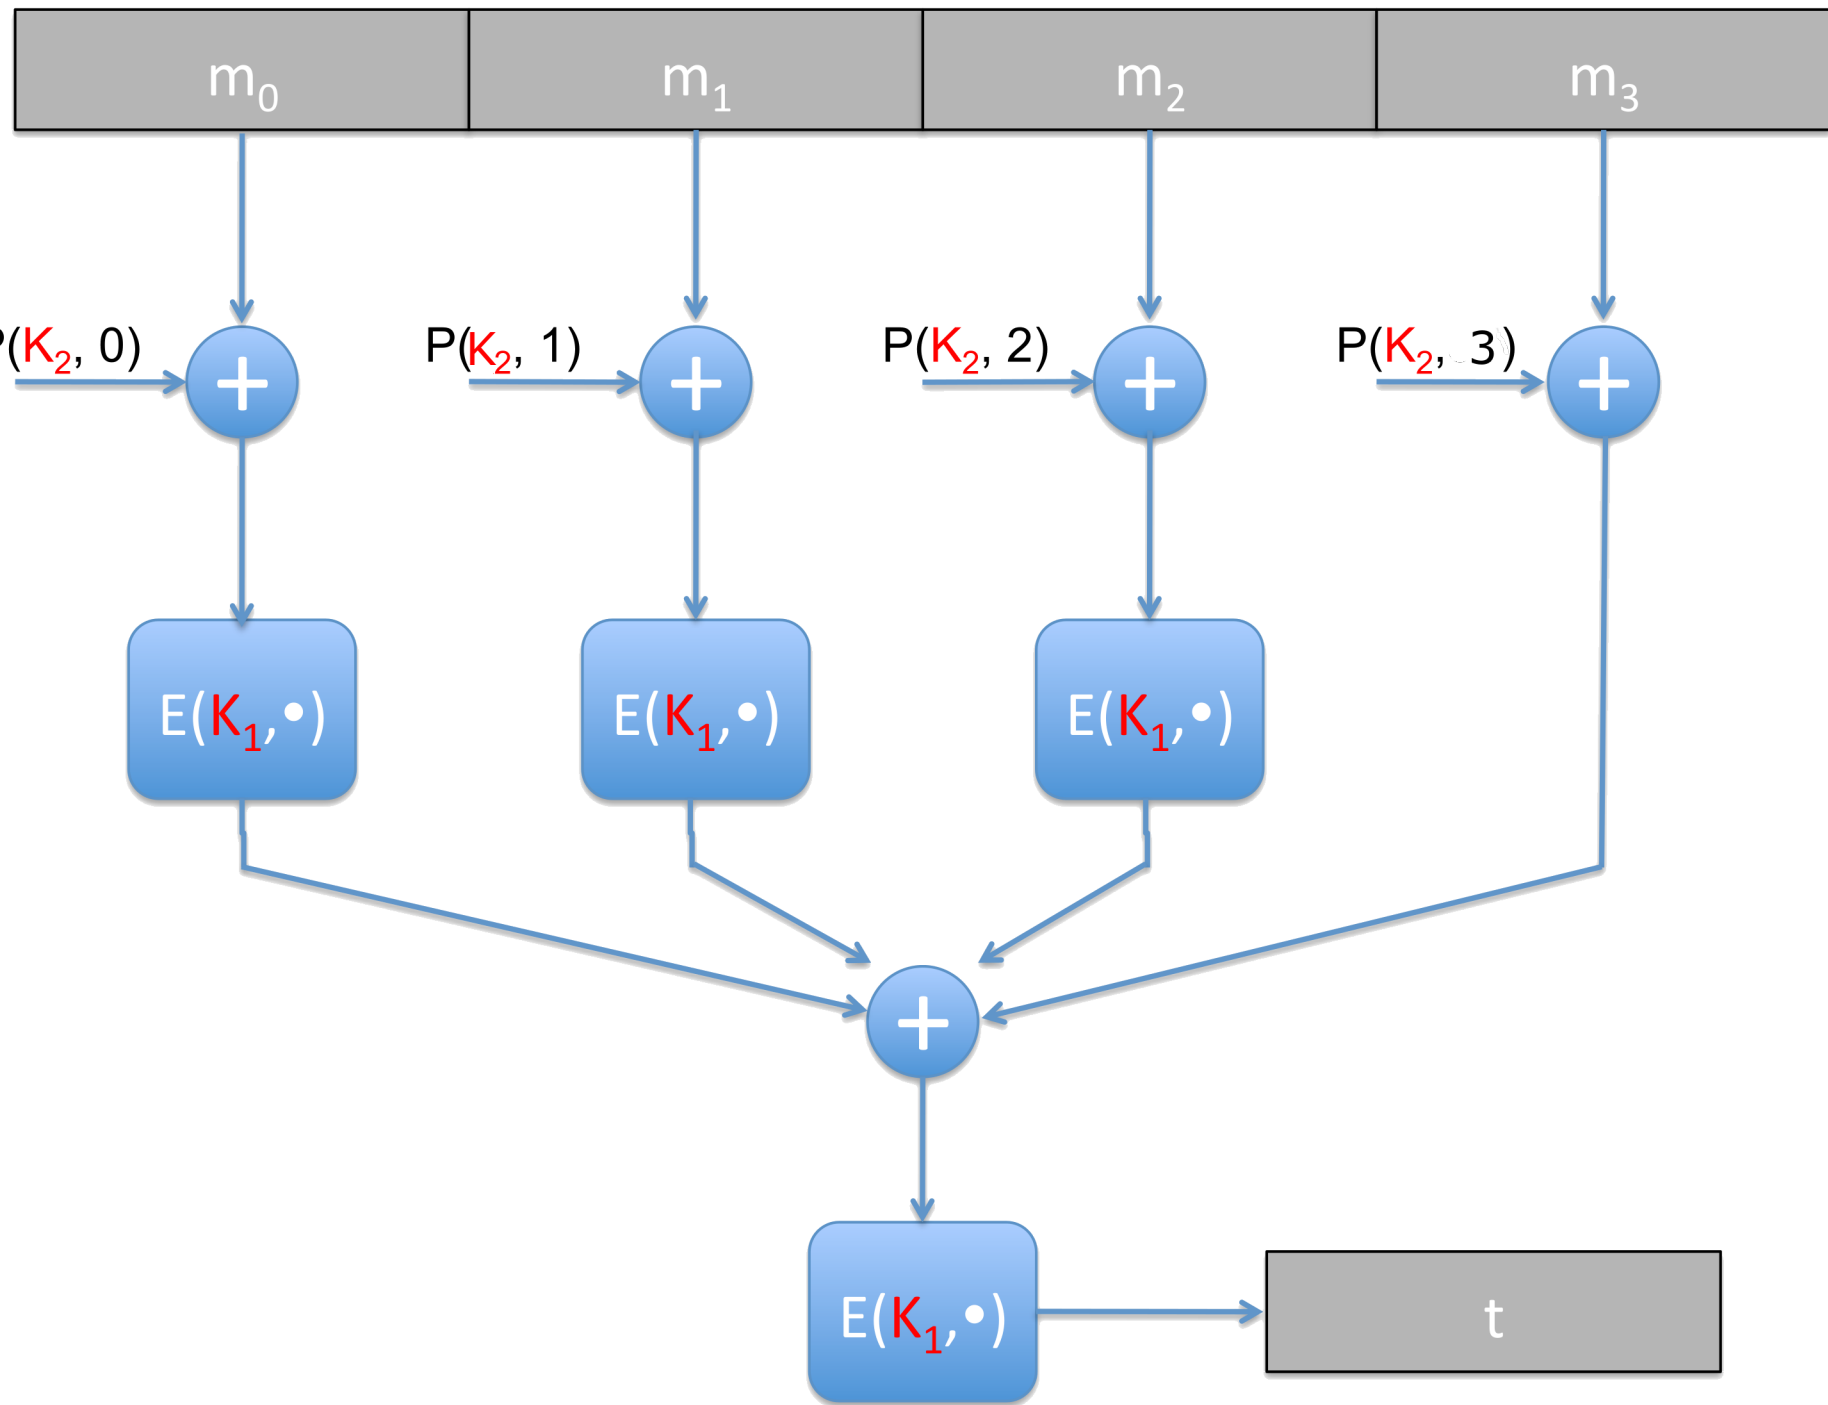 m₀ m₁ m₂ m₃
P(K₂, 0) P(K₂, 1) P(K₂, 2) P(K₂, 3)
+ + + +
E(K₁,•) E(K₁,•) E(K₁,•)
+
E(K₁,•) t